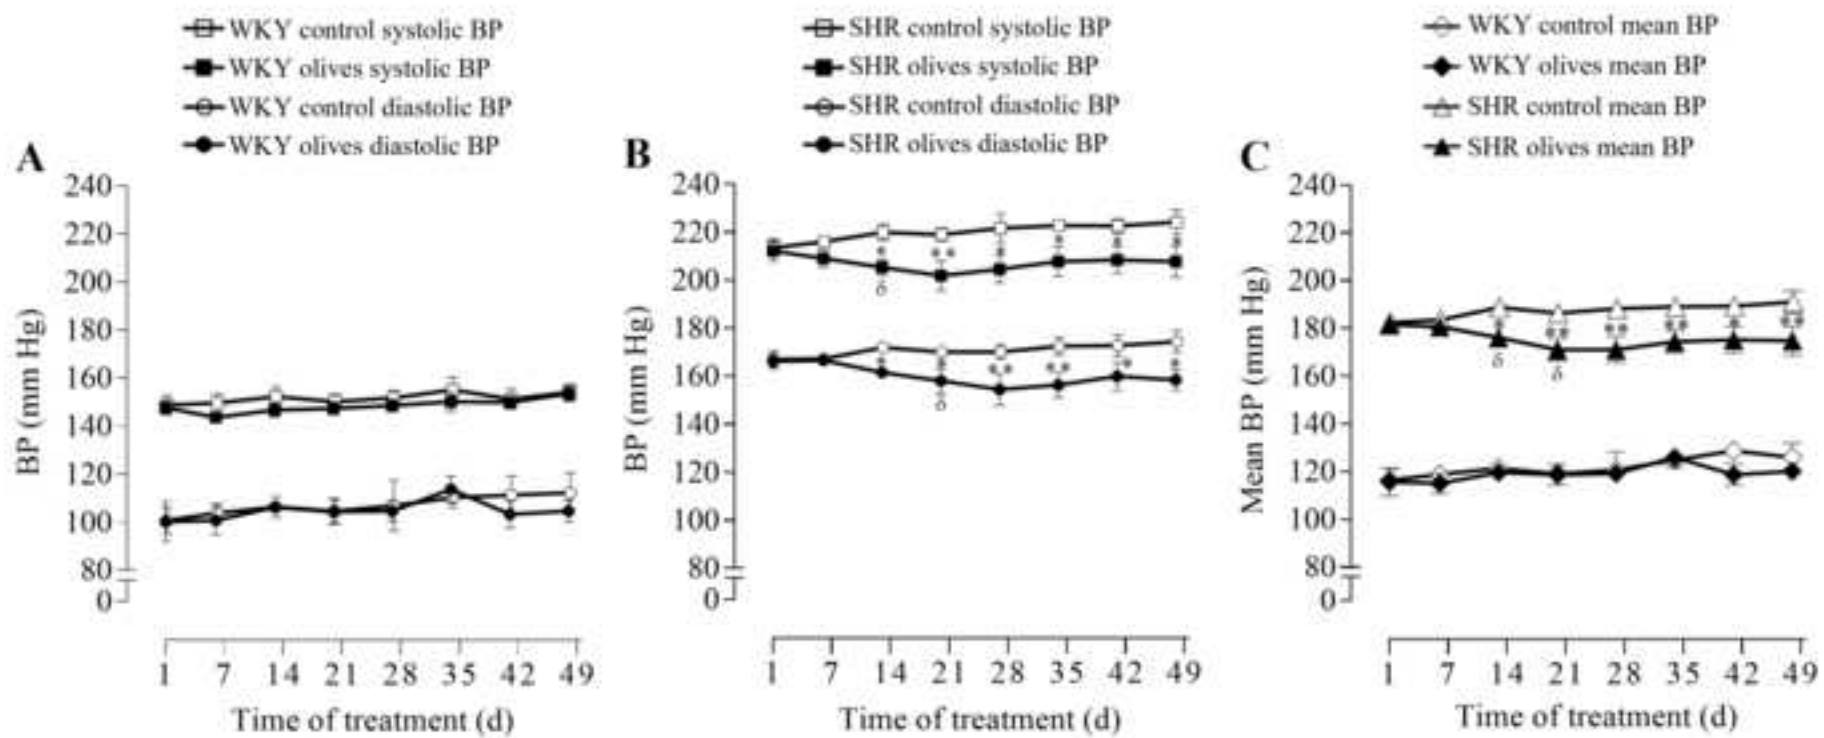 WKY control systolic BP
WKY olives systolic BP
WKY control diastolic BP
WKY olives diastolic BP
SHR control systolic BP
SHR olives systolic BP
SHR control diastolic BP
SHR olives diastolic BP
WKY control mean BP
WKY olives mean BP
SHR control mean BP
SHR olives mean BP
A
BP (mm Hg)
240
220
200
180
160
140
120
100
80
0
1 7 14 21 28 35 42 49
Time of treatment (d)
B
BP (mm Hg)
240
220
200
180
160
140
120
100
80
0
* ** * * * *
δ
* * ** ** * *
δ
1 7 14 21 28 35 42 49
Time of treatment (d)
C
Mean BP (mm Hg)
240
220
200
180
160
140
120
100
80
0
* ** ** ** * **
δ δ
1 7 14 21 28 35 42 49
Time of treatment (d)